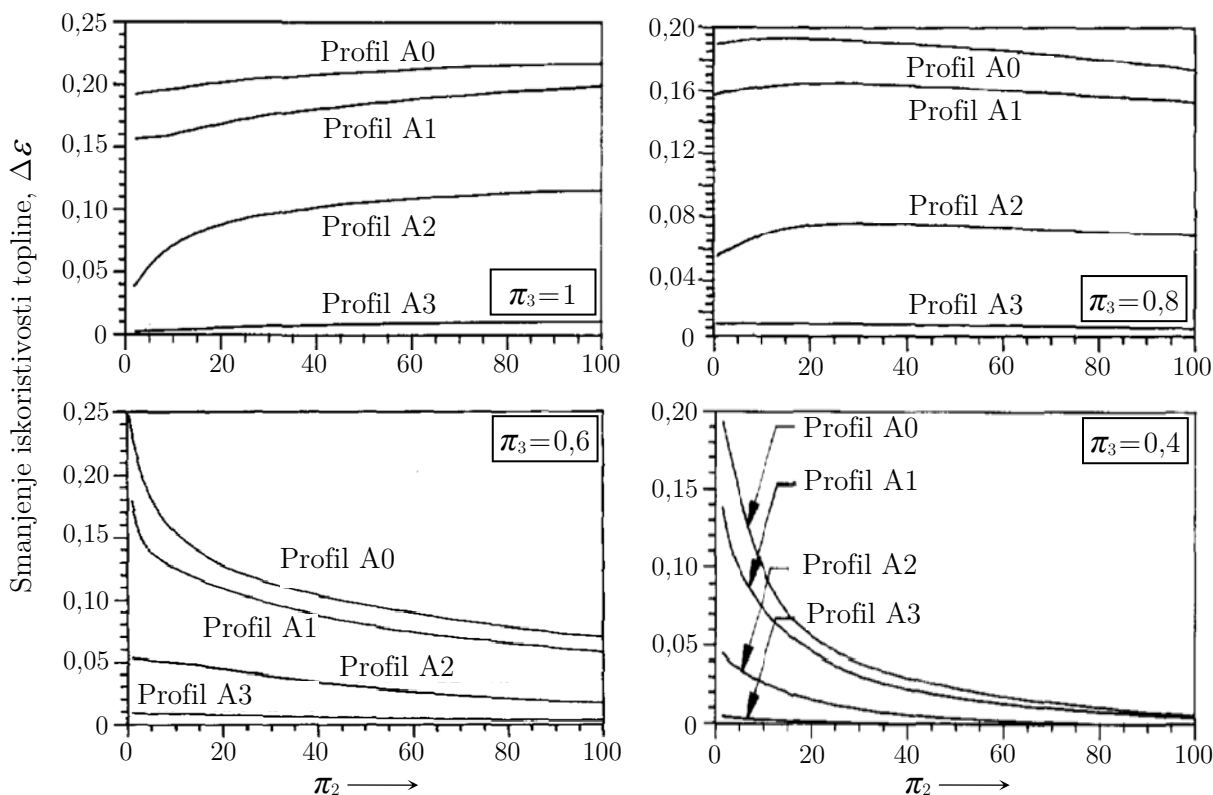 Smanjenje iskoristivosti topline, Δε
0,25
0,20
0,15
0,10
0,05
0
Profil A0
Profil A1
Profil A2
Profil A3
π₃=1
0
20
40
60
80
100
0,20
0,16
0,12
0,08
0,04
0
Profil A0
Profil A1
Profil A2
Profil A3
π₃=0,8
0
20
40
60
80
100
0,25
0,20
0,15
0,10
0,05
0
Profil A0
Profil A1
Profil A2
Profil A3
π₃=0,6
0
20
40
60
80
100
π₂ ⟶
0,20
0,15
0,10
0,05
0
Profil A0
Profil A1
Profil A2
Profil A3
π₃=0,4
0
20
40
60
80
100
π₂ ⟶